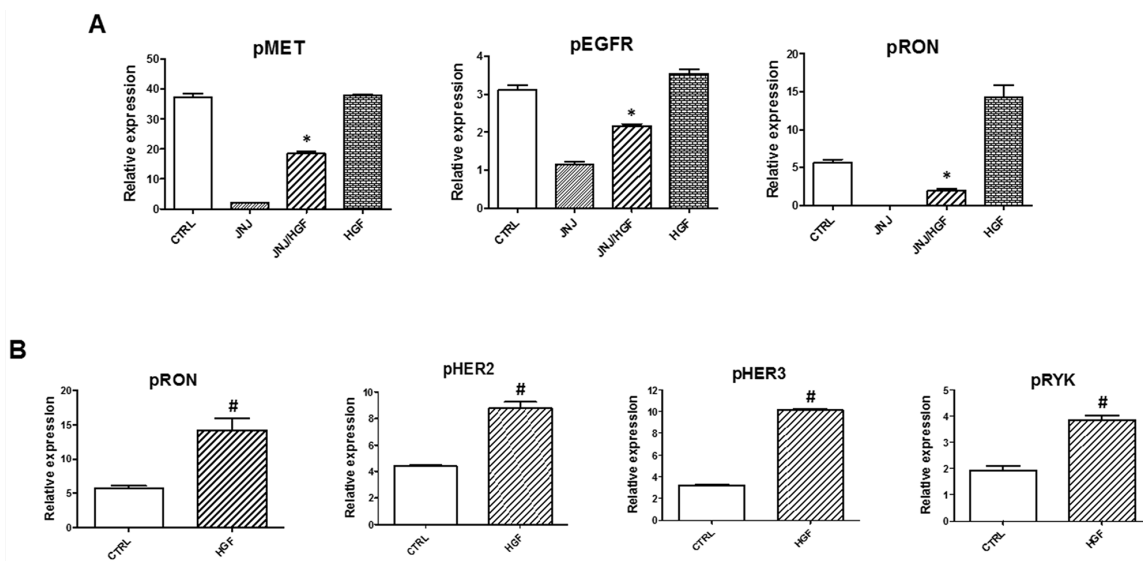 A
pMET
Relative expression
50
40
30
20
10
0
*
CTRL
JNJ
JNJ/HGF
HGF
pEGFR
Relative expression
4
3
2
1
0
*
CTRL
JNJ
JNJ/HGF
HGF
pRON
Relative expression
20
15
10
5
0
*
CTRL
JNJ
JNJ/HGF
HGF
B
pRON
Relative expression
20
15
10
5
0
#
CTRL
HGF
pHER2
Relative expression
10
8
6
4
2
0
#
CTRL
HGF
pHER3
Relative expression
12
10
8
6
4
2
0
#
CTRL
HGF
pRYK
Relative expression
5
4
3
2
1
0
#
CTRL
HGF